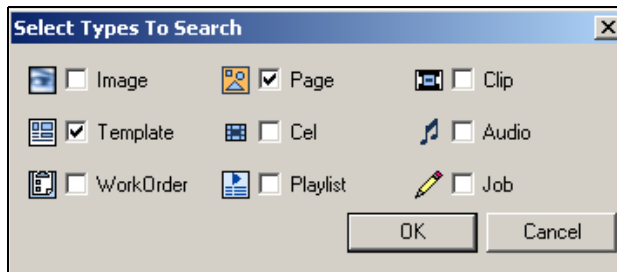 Select Types To Search
Image Page Clip
Template Cel Audio
WorkOrder Playlist Job
OK Cancel